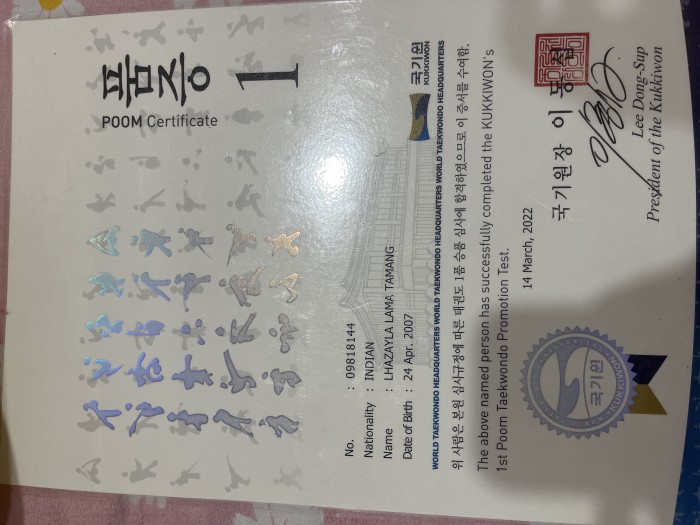 품증
POOM Certificate
1
No. : 09818144
Nationality : INDIAN
Name : LHAZAYLA LAMA TAMANG
Date of Birth : 24 Apr. 2007
국기원
KUKKIWON
WORLD TAEKWONDO HEADQUARTERS WORLD TAEKWONDO HEADQUARTERS WORLD TAEKWONDO HEADQUARTERS WORLD TAEKWONDO HEADQUARTERS
위 사람은 본원 심사규정에 따른 태권도 1품 승품 심사에 합격하였으므로 이 증서를 수여함.
The above named person has successfully completed the KUKKIWON's
1st Poom Taekwondo Promotion Test.
14 March, 2022
국기원장 이동섭
Lee Dong-Sup
President of the Kukkiwon
국기원
KUKKIWON